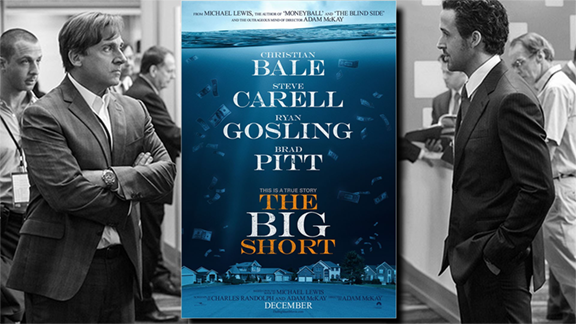 FROM MICHAEL LEWIS, THE AUTHOR OF "MONEYBALL" AND "THE BLIND SIDE"
AND THE OUTRAGEOUS MIND OF DIRECTOR ADAM McKAY
CHRISTIAN
BALE
STEVE
CARELL
RYAN
GOSLING
BRAD
PITT
THIS IS A TRUE STORY
THE
BIG
SHORT
MICHAEL LEWIS
CHARLES RANDOLPH AND ADAM McKAY ADAM McKAY
DECEMBER